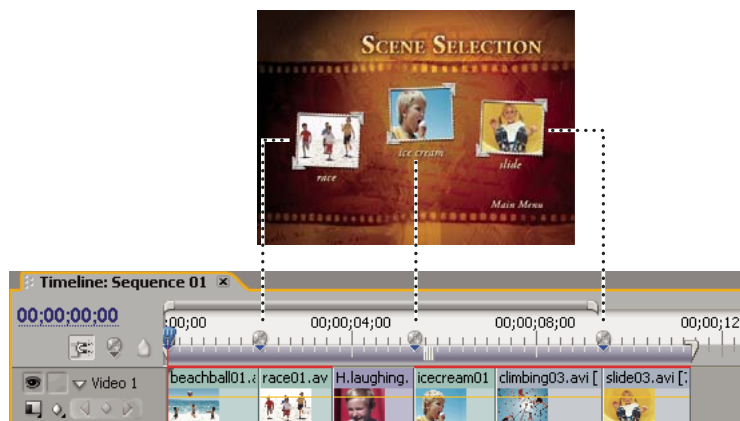 SCENE SELECTION
ice cream
race
slide
Main Menu
Timeline: Sequence 01
00;00;00;00
:00;00
00;00;04;00
00;00;08;00
00;00;12
Video 1
beachball01.a
race01.av
H.laughing.
icecream01
climbing03.avi [
slide03.avi [